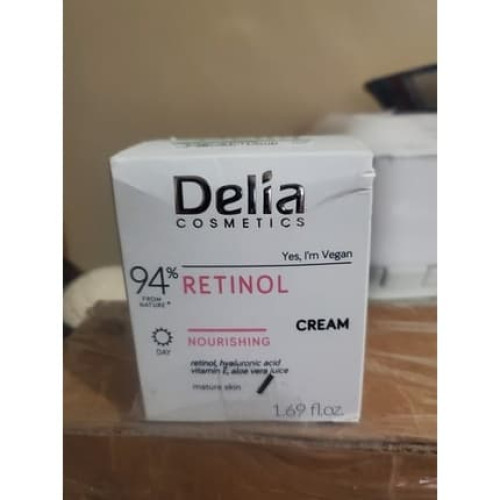 Delia
COSMETICS
Yes, I'm Vegan
94%
FROM
NATURE*
RETINOL
CREAM
NOURISHING
DAY
retinol, hyaluronic acid
vitamin E, aloe vera juice
mature skin
1.69 fl.oz.